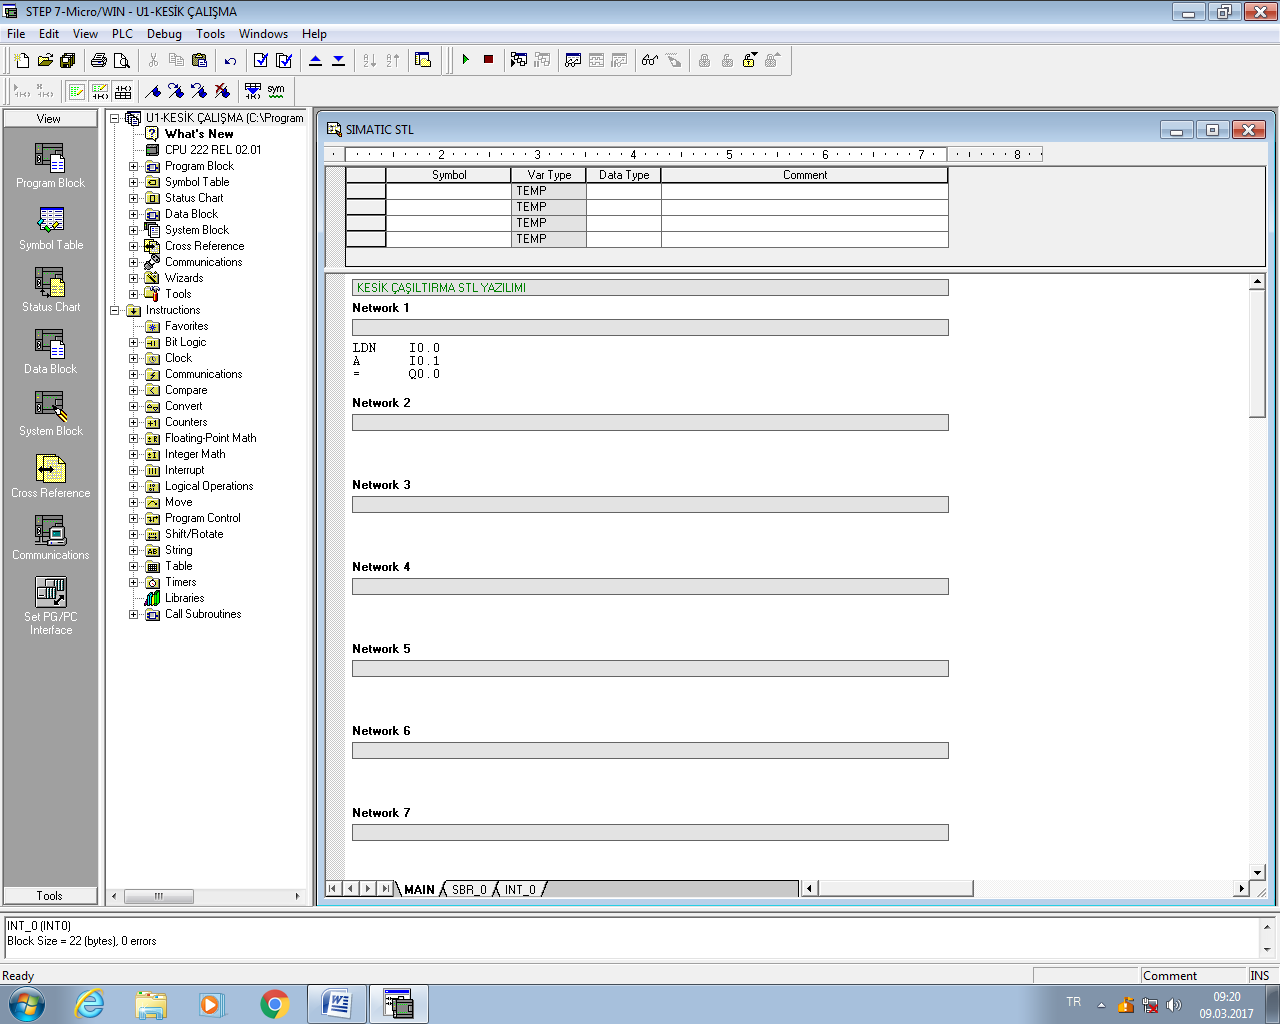 STEP 7-Micro/WIN - U1-KESİK ÇALIŞMA
File Edit View PLC Debug Tools Windows Help
View
Program Block
Symbol Table
Status Chart
Data Block
System Block
Cross Reference
Communications
Set PG/PC
Interface
Tools
U1-KESİK ÇALIŞMA (C:\Program
What's New
CPU 222 REL 02.01
Program Block
Symbol Table
Status Chart
Data Block
System Block
Cross Reference
Communications
Wizards
Tools
Instructions
Favorites
Bit Logic
Clock
Communications
Compare
Convert
Counters
Floating-Point Math
Integer Math
Interrupt
Logical Operations
Move
Program Control
Shift/Rotate
String
Table
Timers
Libraries
Call Subroutines
SIMATIC STL
2 3 4 5 6 7 8
Symbol Var Type Data Type Comment
TEMP
TEMP
TEMP
TEMP
KESİK ÇAŞILTIRMA STL YAZILIMI
Network 1
LDN I0.0
A I0.1
= Q0.0
Network 2
Network 3
Network 4
Network 5
Network 6
Network 7
MAIN SBR_0 INT_0
INT_0 (INT0)
Block Size = 22 (bytes), 0 errors
Ready Comment INS
TR 09:20
09.03.2017